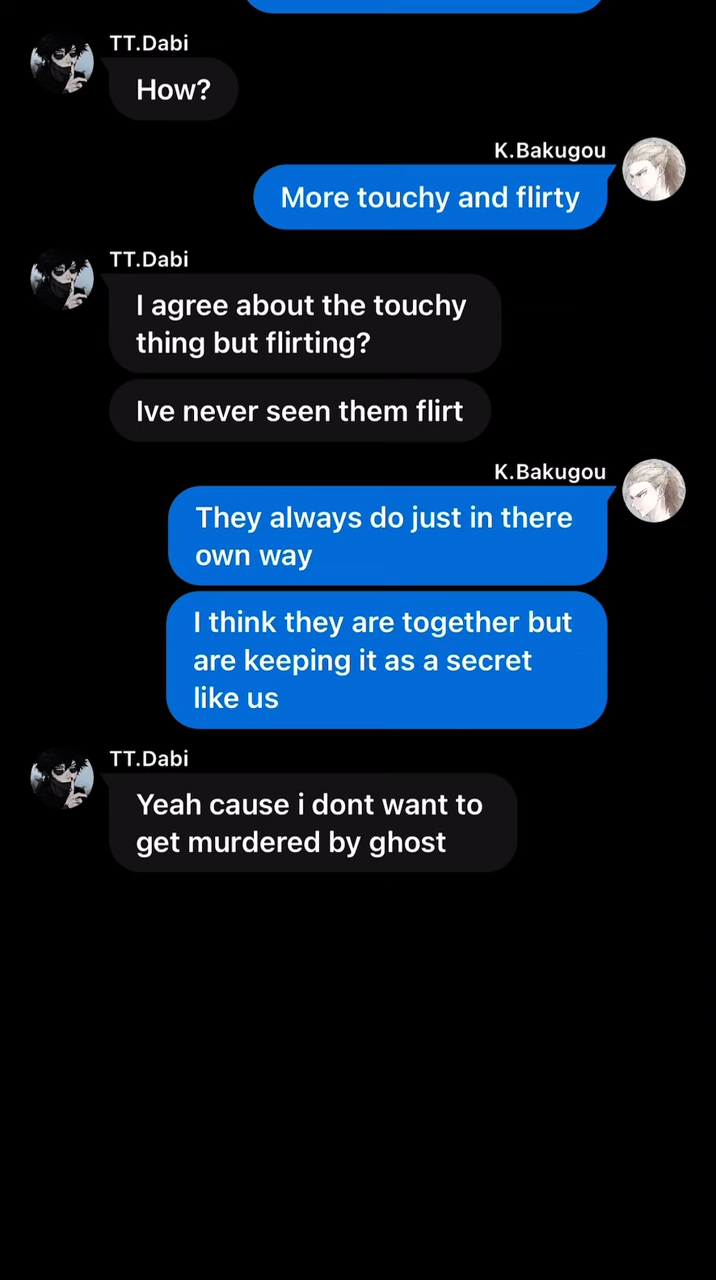 TT.Dabi
How?
K.Bakugou
More touchy and flirty
TT.Dabi
I agree about the touchy
thing but flirting?
Ive never seen them flirt
K.Bakugou
They always do just in there
own way
I think they are together but
are keeping it as a secret
like us
TT.Dabi
Yeah cause i dont want to
get murdered by ghost